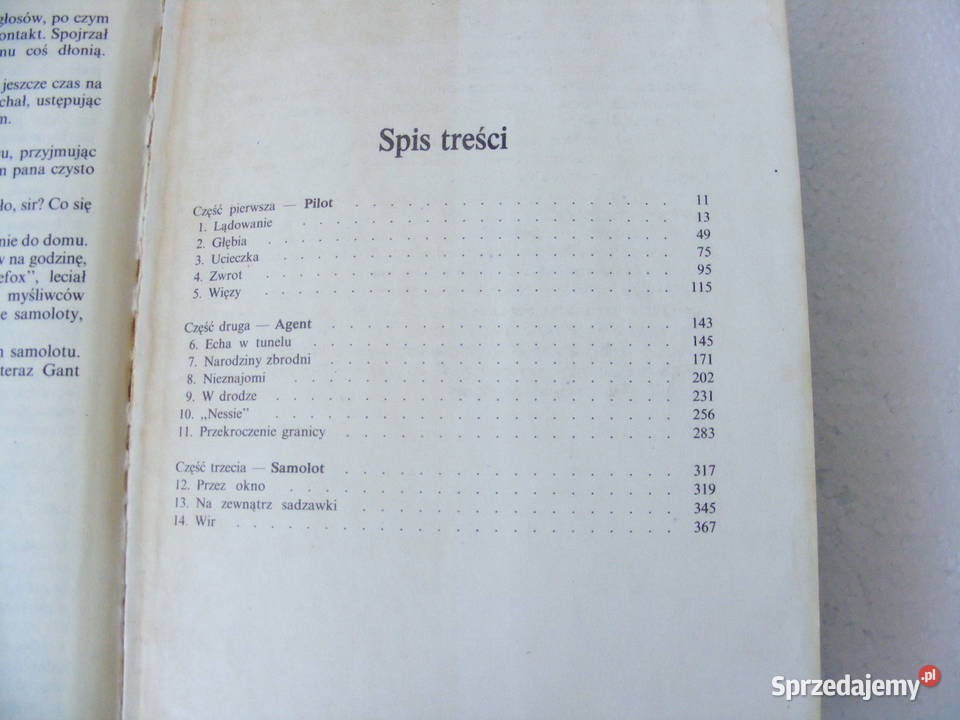 głosów, po czym
ontakt. Spojrzał
nu coś dłonią.
jeszcze czas na
chał, ustępując
m.
u, przyjmując
n pana czysto
ło, sir? Co się
nie do domu.
w na godzinę,
efox”, leciał
myśliwców
e samoloty,
samolotu.
teraz Gant
Spis treści
Część pierwsza — Pilot . . . . . . . . . . . . . . . . . 11
1. Lądowanie . . . . . . . . . . . . . . . . . . . . 13
2. Głębia . . . . . . . . . . . . . . . . . . . . . . 49
3. Ucieczka . . . . . . . . . . . . . . . . . . . . . 75
4. Zwrot . . . . . . . . . . . . . . . . . . . . . . 95
5. Więzy . . . . . . . . . . . . . . . . . . . . . . 115
Część druga — Agent . . . . . . . . . . . . . . . . . . 143
6. Echa w tunelu . . . . . . . . . . . . . . . . . . 145
7. Narodziny zbrodni . . . . . . . . . . . . . . . . 171
8. Nieznajomi . . . . . . . . . . . . . . . . . . . 202
9. W drodze . . . . . . . . . . . . . . . . . . . . 231
10. „Nessie” . . . . . . . . . . . . . . . . . . . . 256
11. Przekroczenie granicy . . . . . . . . . . . . . . 283
Część trzecia — Samolot . . . . . . . . . . . . . . . . 317
12. Przez okno . . . . . . . . . . . . . . . . . . . 319
13. Na zewnątrz sadzawki . . . . . . . . . . . . . . 345
14. Wir . . . . . . . . . . . . . . . . . . . . . . 367
Sprzedajemy.pl